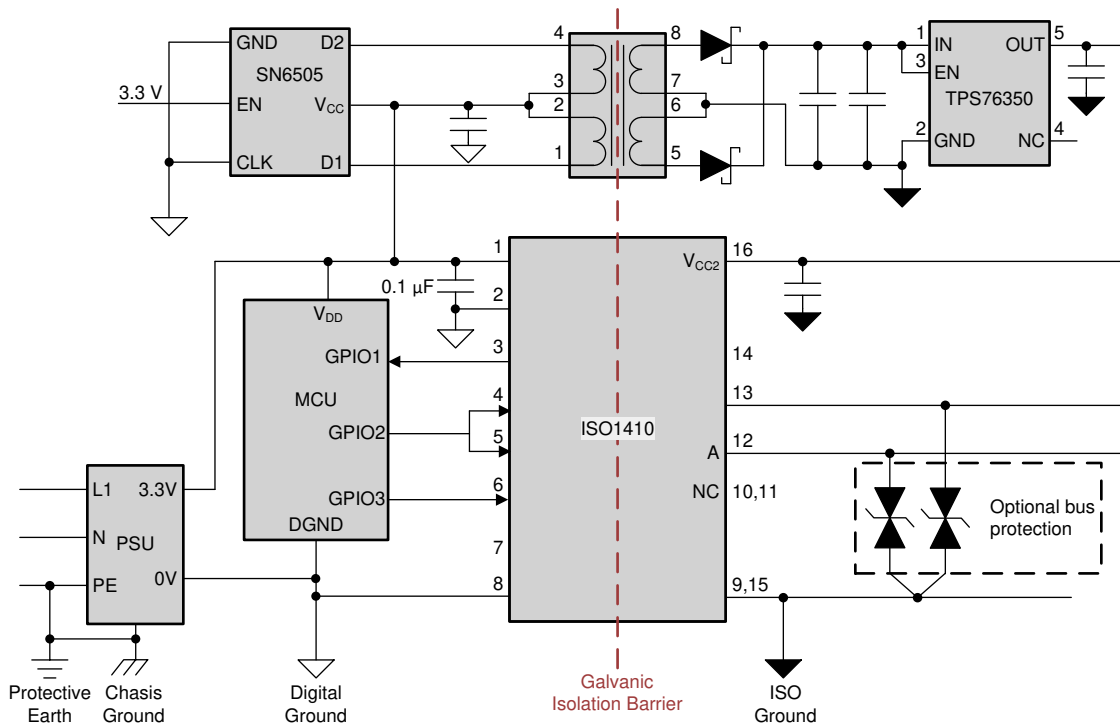 GND
D2
SN6505
3.3 V
EN
VCC
CLK
D1
4
3
2
1
8
7
6
5
1
IN
OUT
5
3
EN
TPS76350
2
GND
NC
4
1
0.1 µF
2
VDD
GPIO1
3
MCU
4
GPIO2
5
6
GPIO3
DGND
7
8
ISO1410
VCC2
16
14
13
A
12
NC
10,11
9,15
Optional bus
protection
L1
3.3V
N
PSU
PE
0V
Protective
Earth
Chasis
Ground
Digital
Ground
Galvanic
Isolation Barrier
ISO
Ground